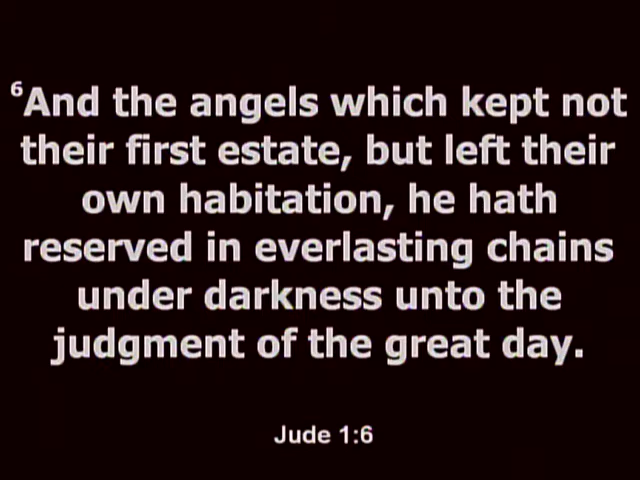 ⁶And the angels which kept not
their first estate, but left their
own habitation, he hath
reserved in everlasting chains
under darkness unto the
judgment of the great day.
Jude 1:6